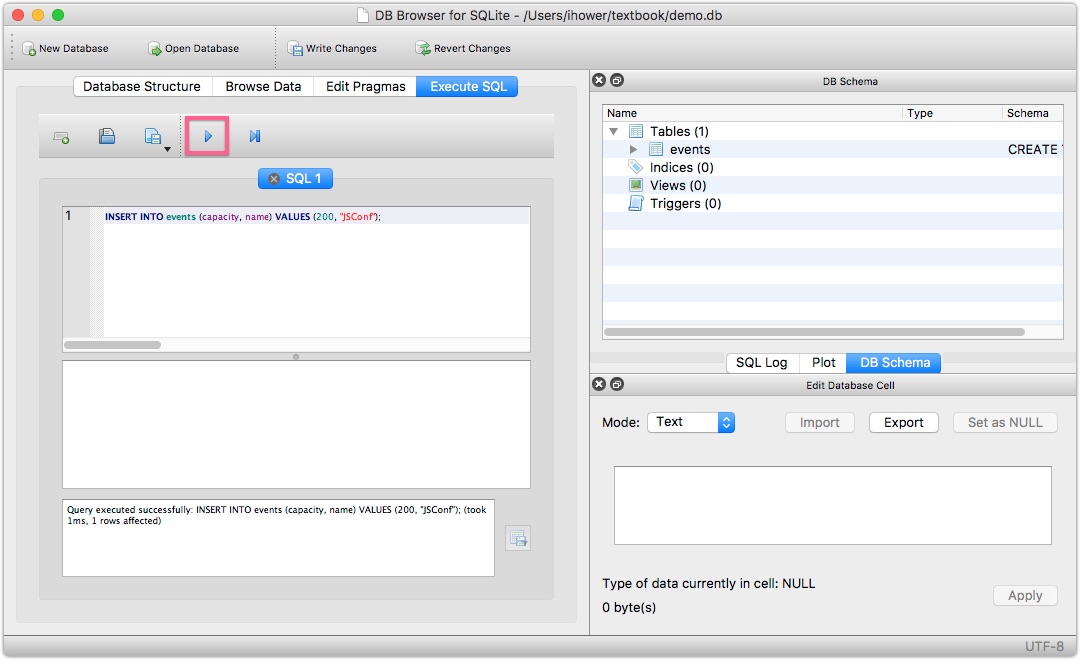 DB Browser for SQLite - /Users/ihower/textbook/demo.db
New Database Open Database Write Changes Revert Changes
Database Structure Browse Data Edit Pragmas Execute SQL
SQL 1
1 INSERT INTO events (capacity, name) VALUES (200, "JSConf");
Query executed successfully: INSERT INTO events (capacity, name) VALUES (200, "JSConf"); (took
1ms, 1 rows affected)
DB Schema
Name Type Schema
Tables (1)
events CREATE
Indices (0)
Views (0)
Triggers (0)
SQL Log Plot DB Schema
Edit Database Cell
Mode: Text Import Export Set as NULL
Type of data currently in cell: NULL
0 byte(s)
Apply
UTF-8